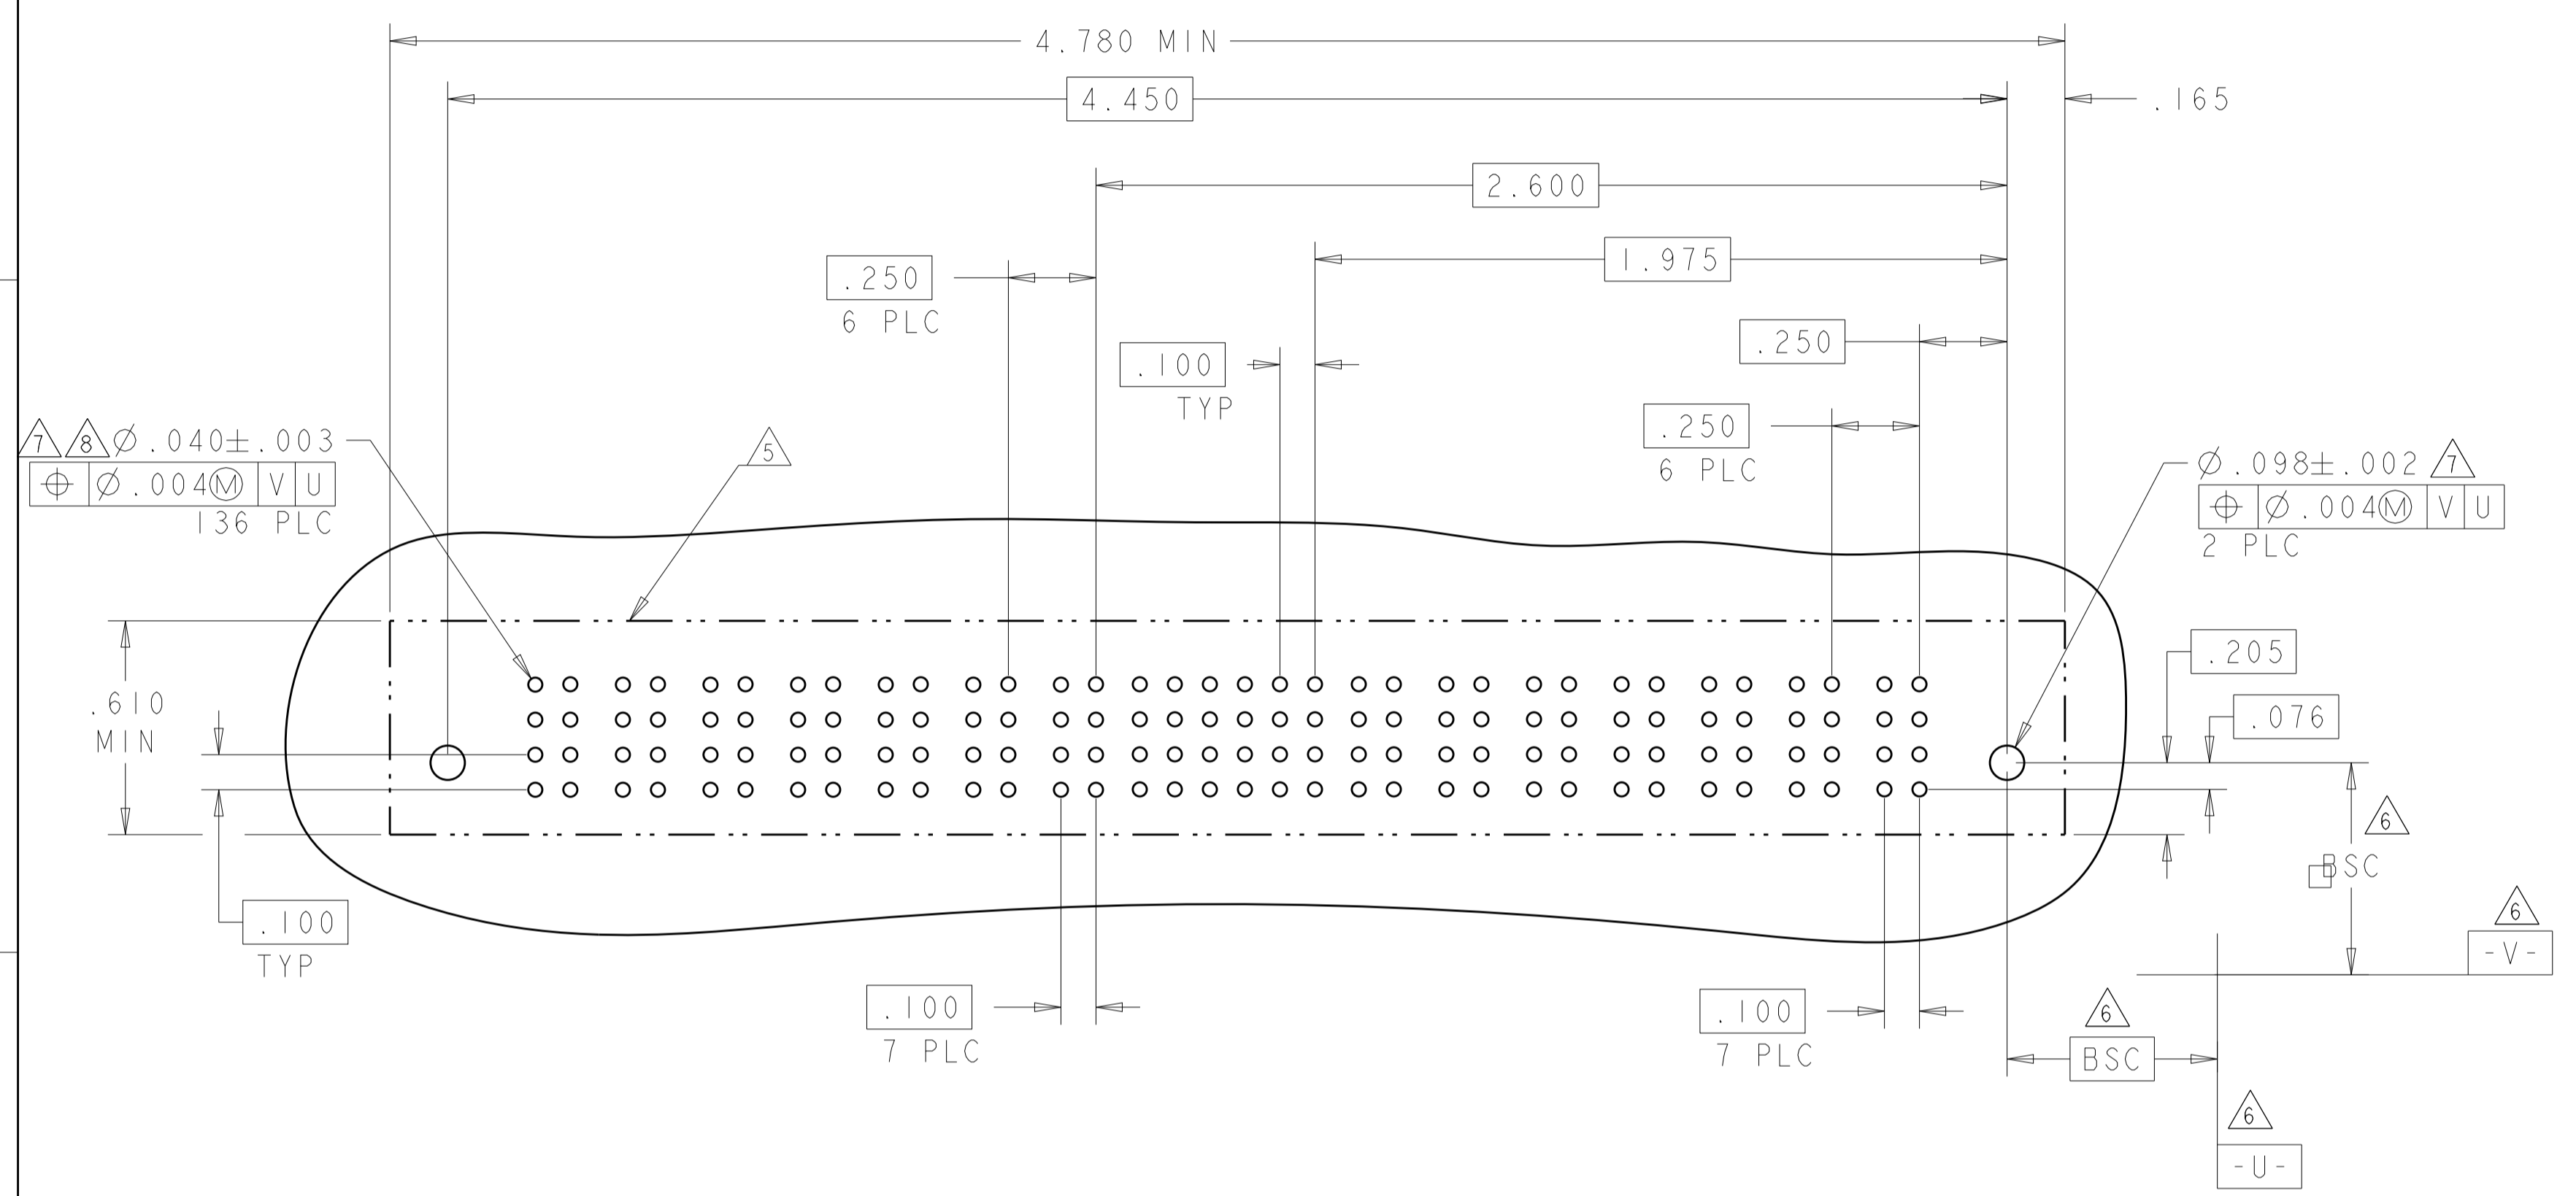 4.780 MIN
4.450
.165
2.600
1.975
.250
6 PLC
.250
.100
TYP
.250
6 PLC
7 8 Ø.040±.003
⌖ Ø.004Ⓜ V U
136 PLC
5
Ø.098±.002 7
⌖ Ø.004Ⓜ V U
2 PLC
.205
.076
.610
MIN
6
BSC
.100
TYP
6
-V-
.100
7 PLC
.100
7 PLC
6
BSC
6
-U-